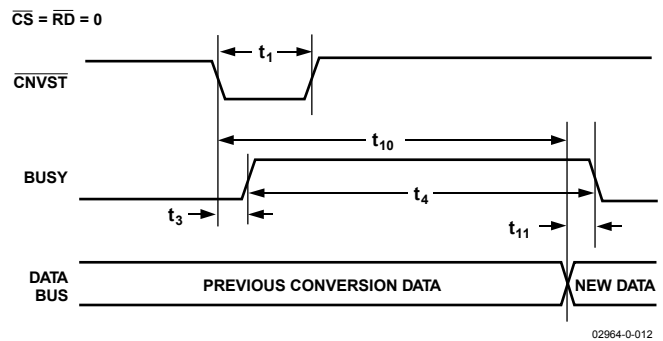 CS = RD = 0
t1
CNVST
t10
BUSY
t4
t3
t11
DATA
BUS
PREVIOUS CONVERSION DATA
NEW DATA
02964-0-012